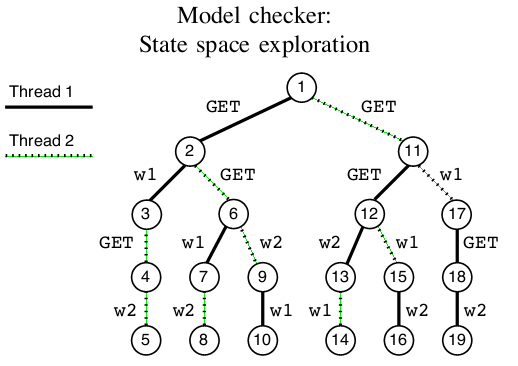 Model checker:
State space exploration
Thread 1
Thread 2
1
GET GET
2 11
w1 GET GET w1
3 6 12 17
GET w1 w2 w2 w1 GET
4 7 9 13 15 18
w2 w2 w1 w1 w2 w2
5 8 10 14 16 19